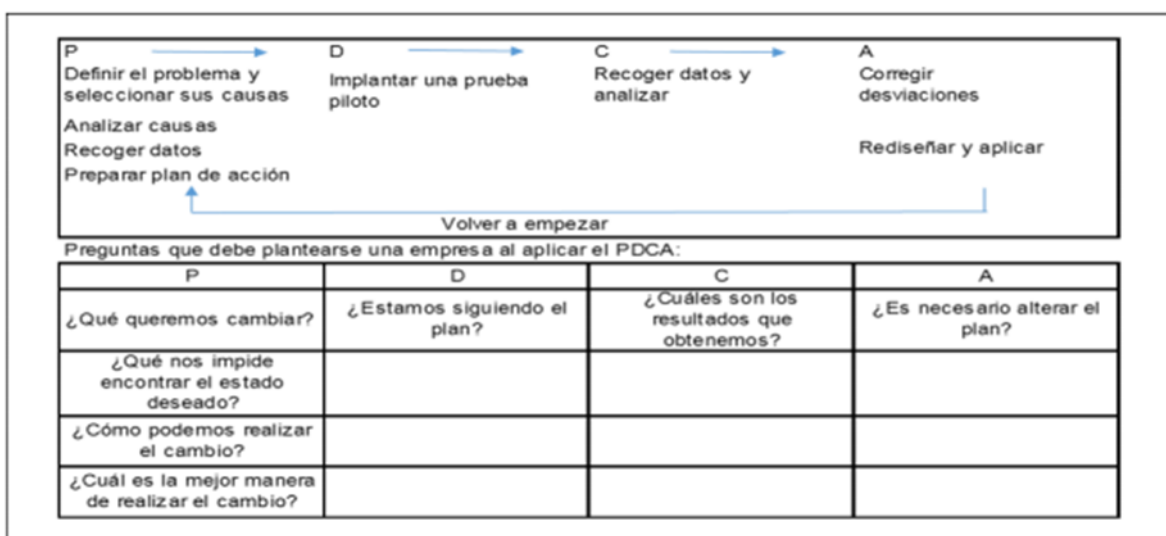 P D C A
Definir el problema y
seleccionar sus causas
Analizar causas
Recoger datos
Preparar plan de acción
Implantar una prueba
piloto
Recoger datos y
analizar
Corregir
desviaciones
Rediseñar y aplicar
Volver a empezar
Preguntas que debe plantearse una empresa al aplicar el PDCA:
P D C A
¿Qué queremos cambiar?
¿Estamos siguiendo el
plan?
¿Cuáles son los
resultados que
obtenemos?
¿Es necesario alterar el
plan?
¿Qué nos impide
encontrar el estado
deseado?
¿Cómo podemos realizar
el cambio?
¿Cuál es la mejor manera
de realizar el cambio?